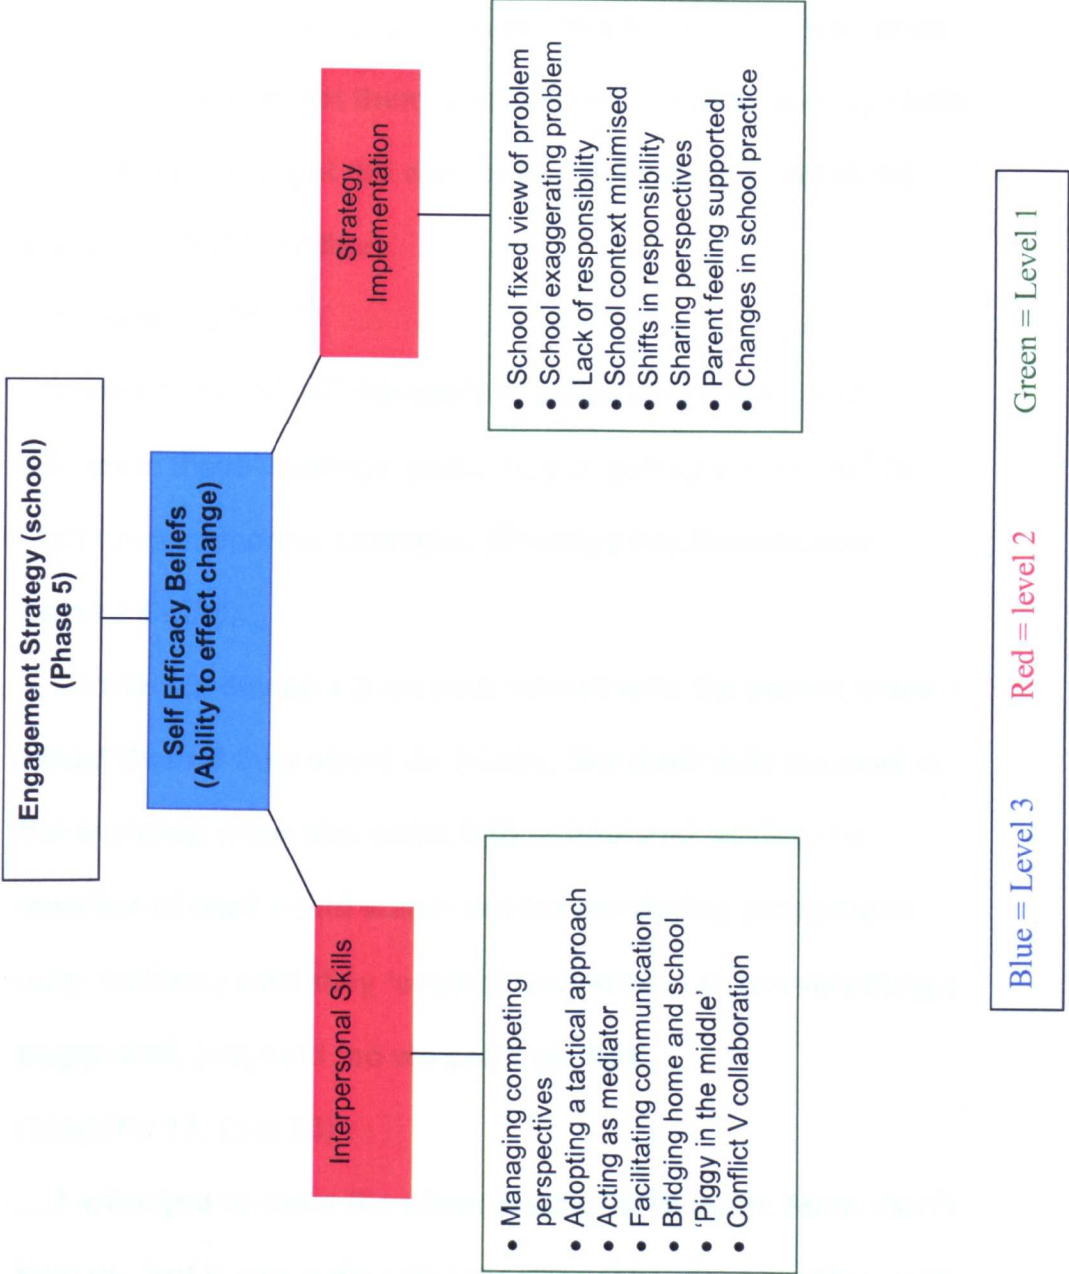 Engagement Strategy (school)
(Phase 5)
Self Efficacy Beliefs
(Ability to effect change)
Interpersonal Skills
Strategy
Implementation
• Managing competing
perspectives
• Adopting a tactical approach
• Acting as mediator
• Facilitating communication
• Bridging home and school
• 'Piggy in the middle'
• Conflict V collaboration
• School fixed view of problem
• School exaggerating problem
• Lack of responsibility
• School context minimised
• Shifts in responsibility
• Sharing perspectives
• Parent feeling supported
• Changes in school practice
Blue = Level 3 Red = level 2 Green = Level 1